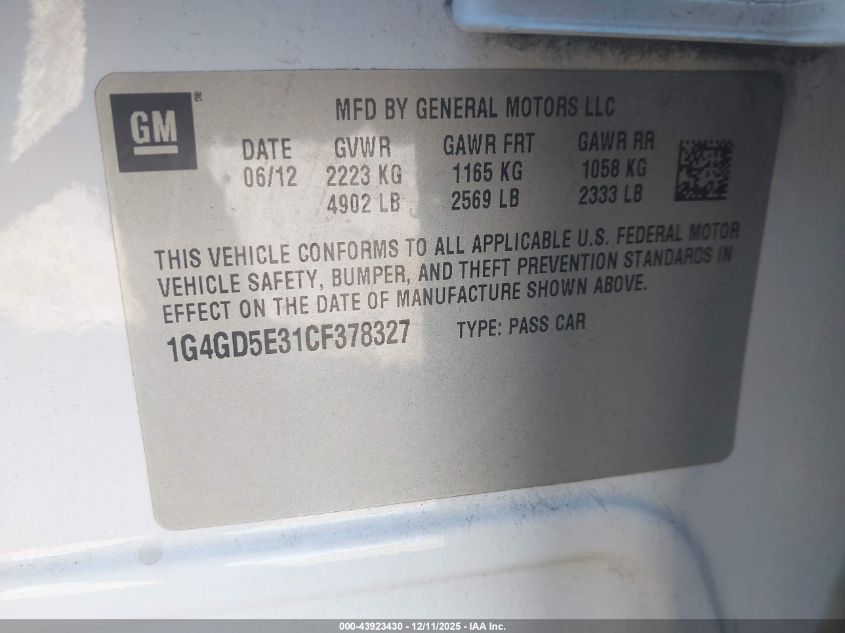 GM®
MFD BY GENERAL MOTORS LLC
DATE GVWR GAWR FRT GAWR RR
06/12 2223 KG 1165 KG 1058 KG
4902 LB 2569 LB 2333 LB
THIS VEHICLE CONFORMS TO ALL APPLICABLE U.S. FEDERAL MOTOR
VEHICLE SAFETY, BUMPER, AND THEFT PREVENTION STANDARDS IN
EFFECT ON THE DATE OF MANUFACTURE SHOWN ABOVE.
1G4GD5E31CF378327 TYPE: PASS CAR
000-43923430 - 12/11/2025 - IAA Inc.